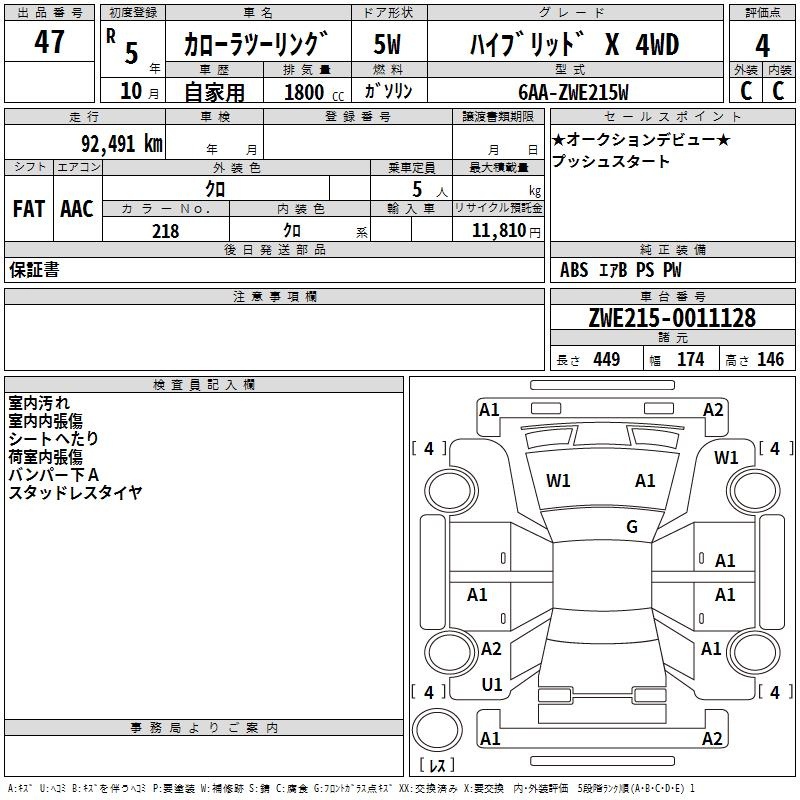 出品番号 初度登録 車名 ドア形状 グレード 評価点
47 R 5 年 カローラツーリング 5W ハイブリッド X 4WD 4
車歴 排気量 燃料 型式 外装 内装
10 月 自家用 1800 CC ガソリン 6AA-ZWE215W C C
走行 車検 登録番号 譲渡書類期限 セールスポイント
92,491 km 年 月 月 日
★オークションデビュー★
プッシュスタート
シフト エアコン 外装色 乗車定員 最大積載量
FAT AAC クロ 5 人 kg
カラーNo. 内装色 輸入車 リサイクル預託金
218 クロ 系 11,810 円
後日発送部品 純正装備
保証書 ABS エアB PS PW
注意事項欄 車台番号
ZWE215-0011128
諸元
長さ 449 幅 174 高さ 146
検査員記入欄
室内汚れ
室内内張傷
シートへたり
荷室内張傷
バンパー下A
スタッドレスタイヤ
事務局よりご案内
A1 A2
[ 4 ] [ 4 ]
W1
W1 A1
G
A1
A1 A1
A2 A1
U1
[ 4 ] [ 4 ]
A1 A2
[ レス ]
A:キズ U:ヘコミ B:キズを伴うヘコミ P:要塗装 W:補修跡 S:錆 C:腐食 G:フロントガラス点キズ XX:交換済み X:要交換 内・外装評価 5段階ランク順(A・B・C・D・E) 1